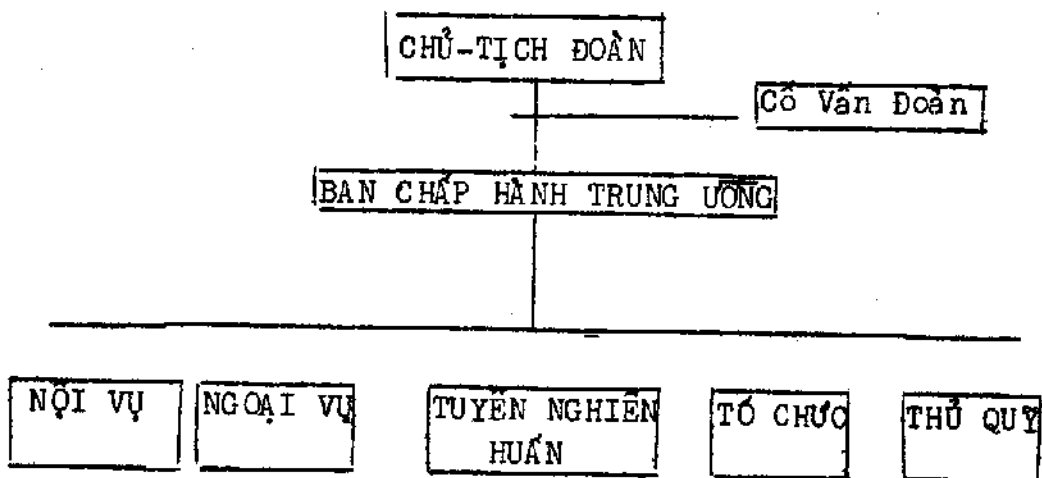 CHỦ-TỊCH ĐOÀN
Cố Vấn Đoàn
BAN CHẤP HÀNH TRUNG ƯƠNG
NỘI VỤ
NGOẠI VỤ
TUYÊN NGHIÊN
HUẤN
TỔ CHỨC
THỦ QUỸ